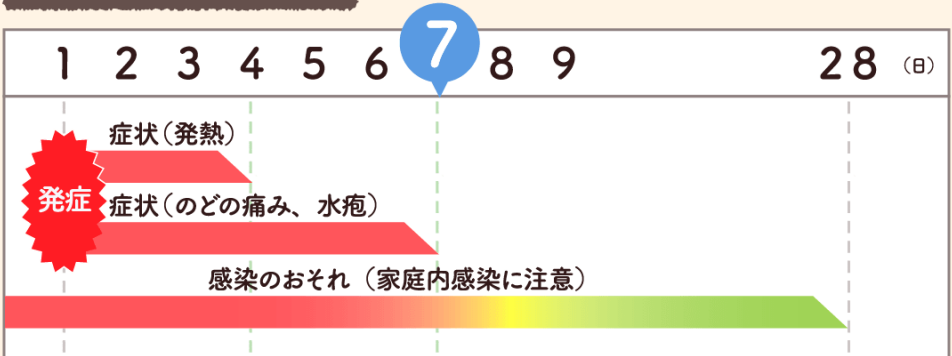 1 2 3 4 5 6 7 8 9 28 （日）
症状（発熱）
発症
症状（のどの痛み、水疱）
感染のおそれ（家庭内感染に注意）